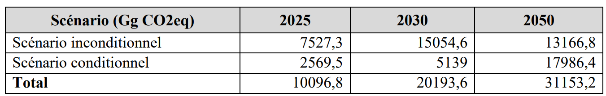 Scénario (Gg CO2eq) 2025 2030 2050
Scénario inconditionnel 7527,3 15054,6 13166,8
Scénario conditionnel 2569,5 5139 17986,4
Total 10096,8 20193,6 31153,2